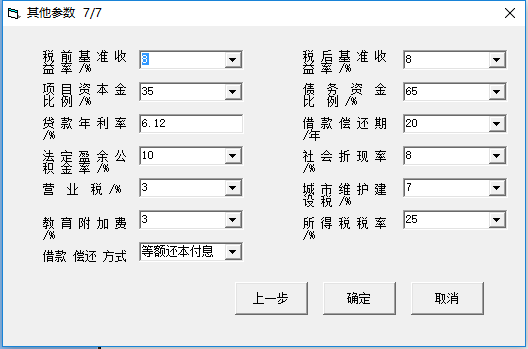 其他参数 7/7
税前基准收益率 /% 8 税后基准收益率 /% 8
项目资本金比例 /% 35 债务资金比例 /% 65
贷款年利率 /% 6.12 借款偿还期 /年 20
法定盈余公积金率 /% 10 社会折现率 /% 8
营业税 /% 3 城市维护建设税 /% 7
教育附加费 /% 3 所得税税率 /% 25
借款偿还方式 等额还本付息
上一步 确定 取消